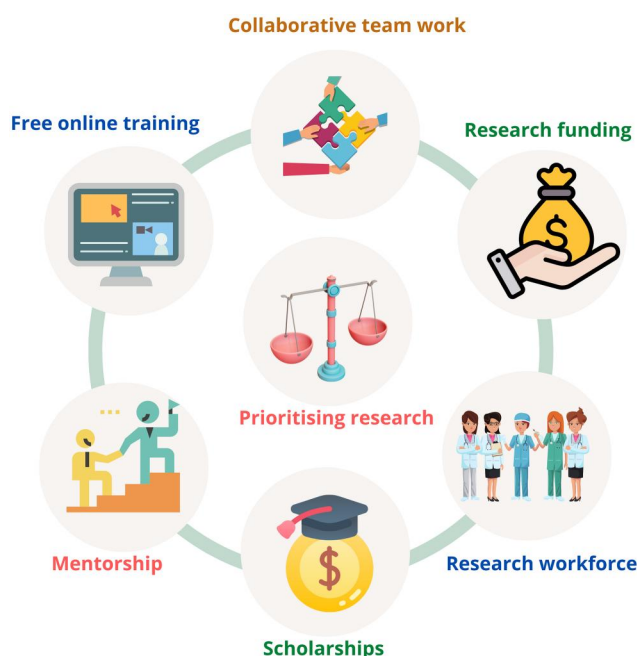 Collaborative team work
Free online training
Research funding
$
Prioritising research
Mentorship
Research workforce
$
Scholarships